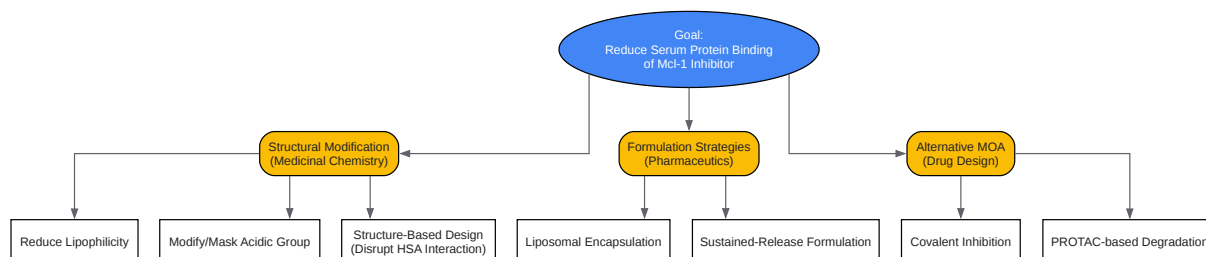 Goal:
Reduce Serum Protein Binding
of Mcl-1 Inhibitor
Structural Modification
(Medicinal Chemistry)
Formulation Strategies
(Pharmaceutics)
Alternative MOA
(Drug Design)
Reduce Lipophilicity
Modify/Mask Acidic Group
Structure-Based Design
(Disrupt HSA Interaction)
Liposomal Encapsulation
Sustained-Release Formulation
Covalent Inhibition
PROTAC-based Degradation